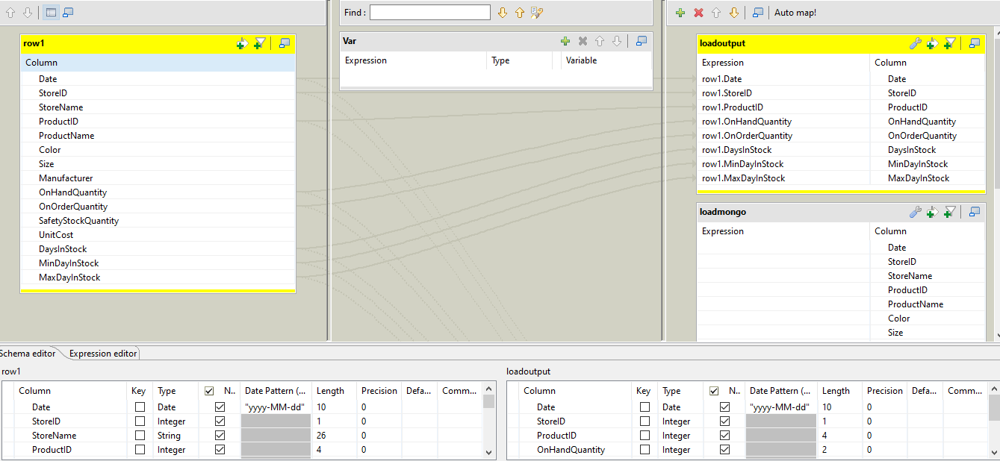 Find :
Auto map!
row1
Column
Date
StoreID
StoreName
ProductID
ProductName
Color
Size
Manufacturer
OnHandQuantity
OnOrderQuantity
SafetyStockQuantity
UnitCost
DaysInStock
MinDayInStock
MaxDayInStock
Var
Expression Type Variable
loadoutput
Expression Column
row1.Date Date
row1.StoreID StoreID
row1.ProductID ProductID
row1.OnHandQuantity OnHandQuantity
row1.OnOrderQuantity OnOrderQuantity
row1.DaysInStock DaysInStock
row1.MinDayInStock MinDayInStock
row1.MaxDayInStock MaxDayInStock
loadmongo
Expression Column
Date
StoreID
StoreName
ProductID
ProductName
Color
Size
Schema editor Expression editor
row1
Column Key Type N.. Date Pattern (... Length Precision Defa... Comm...
Date Date "yyyy-MM-dd" 10 0
StoreID Integer 1 0
StoreName String 26 0
ProductID Integer 4 0
loadoutput
Column Key Type N.. Date Pattern (... Length Precision Defa... Comm...
Date Date "yyyy-MM-dd" 10 0
StoreID Integer 1 0
ProductID Integer 4 0
OnHandQuantity Integer 2 0